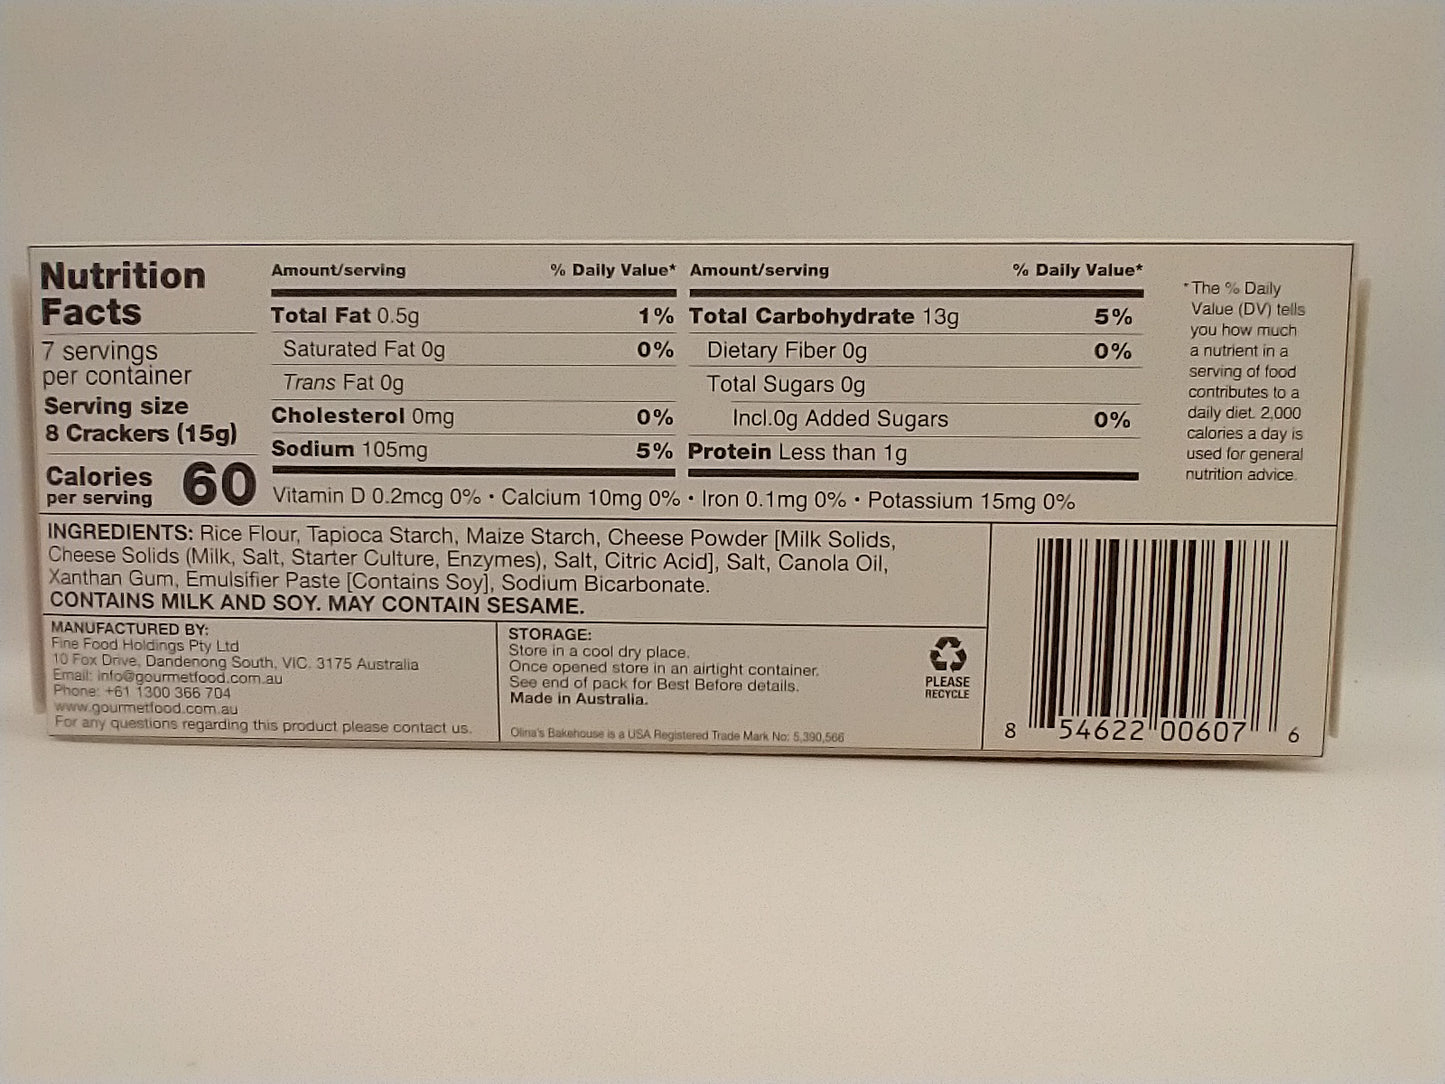 Nutrition
Facts
7 servings
per container
Serving size
8 Crackers (15g)
Calories
per serving 60
Amount/serving % Daily Value*
Total Fat 0.5g 1%
Saturated Fat 0g 0%
Trans Fat 0g
Cholesterol 0mg 0%
Sodium 105mg 5%
Amount/serving % Daily Value*
Total Carbohydrate 13g 5%
Dietary Fiber 0g 0%
Total Sugars 0g
Incl.0g Added Sugars 0%
Protein Less than 1g
Vitamin D 0.2mcg 0% • Calcium 10mg 0% • Iron 0.1mg 0% • Potassium 15mg 0%
*The % Daily
Value (DV) tells
you how much
a nutrient in a
serving of food
contributes to a
daily diet. 2,000
calories a day is
used for general
nutrition advice.
INGREDIENTS: Rice Flour, Tapioca Starch, Maize Starch, Cheese Powder [Milk Solids,
Cheese Solids (Milk, Salt, Starter Culture, Enzymes), Salt, Citric Acid], Salt, Canola Oil,
Xanthan Gum, Emulsifier Paste [Contains Soy], Sodium Bicarbonate.
CONTAINS MILK AND SOY. MAY CONTAIN SESAME.
MANUFACTURED BY:
Fine Food Holdings Pty Ltd
10 Fox Drive, Dandenong South, VIC. 3175 Australia
Email: info@gourmetfood.com.au
Phone: +61 1300 366 704
www.gourmetfood.com.au
For any questions regarding this product please contact us.
STORAGE:
Store in a cool dry place.
Once opened store in an airtight container.
See end of pack for Best Before details.
Made in Australia.
Olina's Bakehouse is a USA Registered Trade Mark No: 5,390,566
PLEASE
RECYCLE
8 54622 00607 6